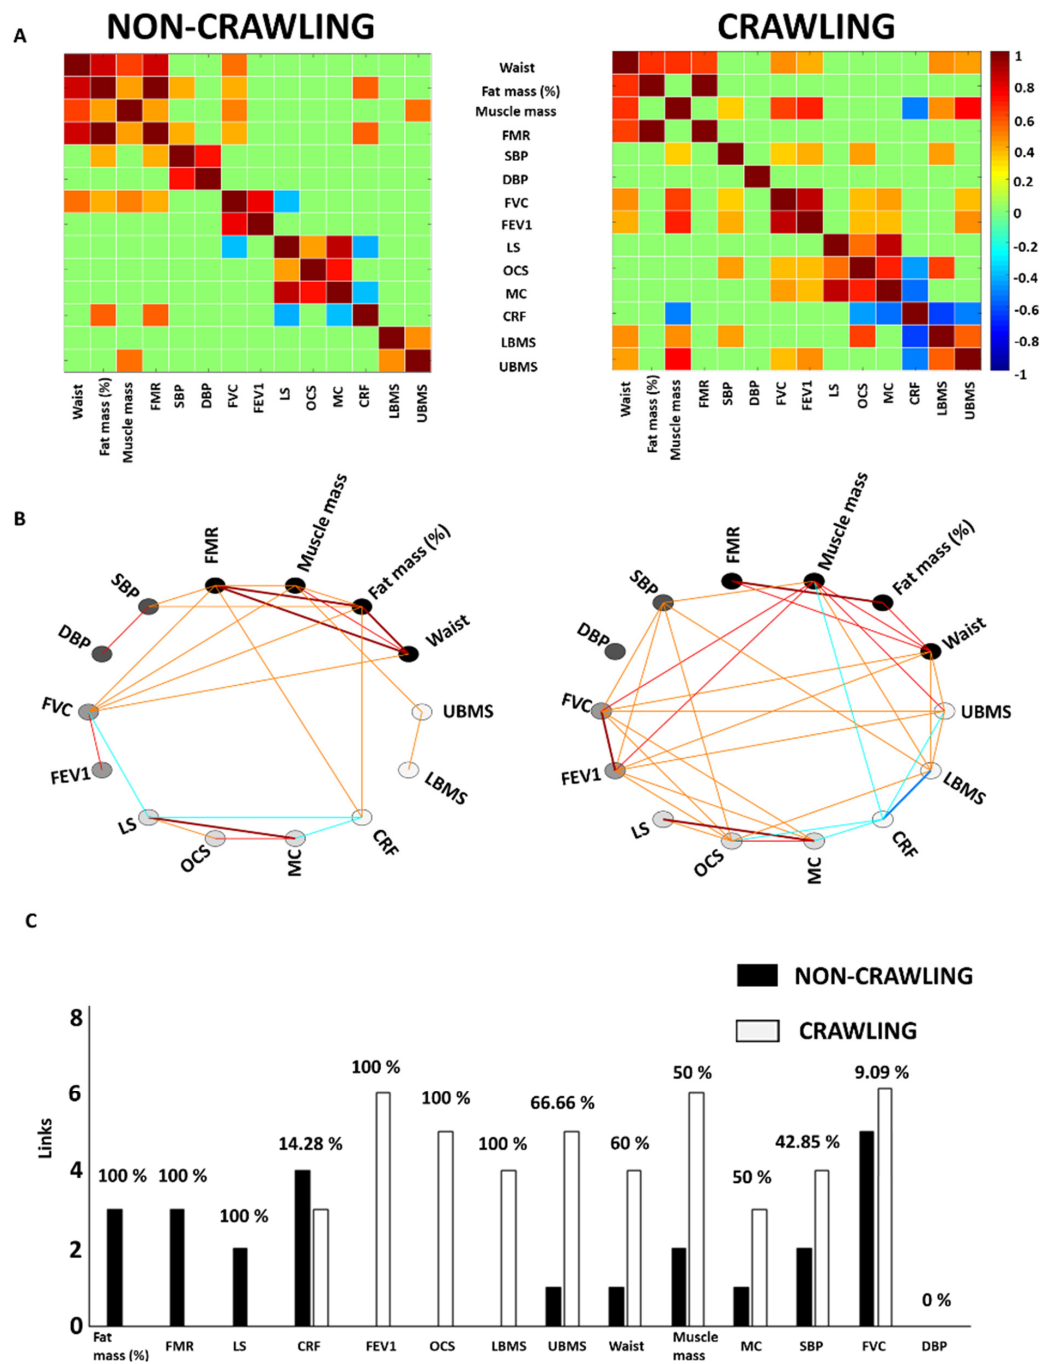 A
NON-CRAWLING
CRAWLING
Waist
Fat mass (%)
Muscle mass
FMR
SBP
DBP
FVC
FEV1
LS
OCS
MC
CRF
LBMS
UBMS
1
0.8
0.6
0.4
0.2
0
-0.2
-0.4
-0.6
-0.8
-1
Waist
Fat mass (%)
Muscle mass
FMR
SBP
DBP
FVC
FEV1
LS
OCS
MC
CRF
LBMS
UBMS
Waist
Fat mass (%)
Muscle mass
FMR
SBP
DBP
FVC
FEV1
LS
OCS
MC
CRF
LBMS
UBMS
B
FMR
Muscle mass
Fat mass (%)
SBP
DBP
Waist
FVC
UBMS
FEV1
LBMS
LS
OCS
MC
CRF
FMR
Muscle mass
Fat mass (%)
SBP
DBP
Waist
FVC
UBMS
FEV1
LBMS
LS
OCS
MC
CRF
C
NON-CRAWLING
CRAWLING
Links
8
6
4
2
0
100 %
100 %
100 %
14.28 %
100 %
100 %
100 %
66.66 %
60 %
50 %
50 %
42.85 %
9.09 %
0 %
Fat
mass (%)
FMR
LS
CRF
FEV1
OCS
LBMS
UBMS
Waist
Muscle
mass
MC
SBP
FVC
DBP